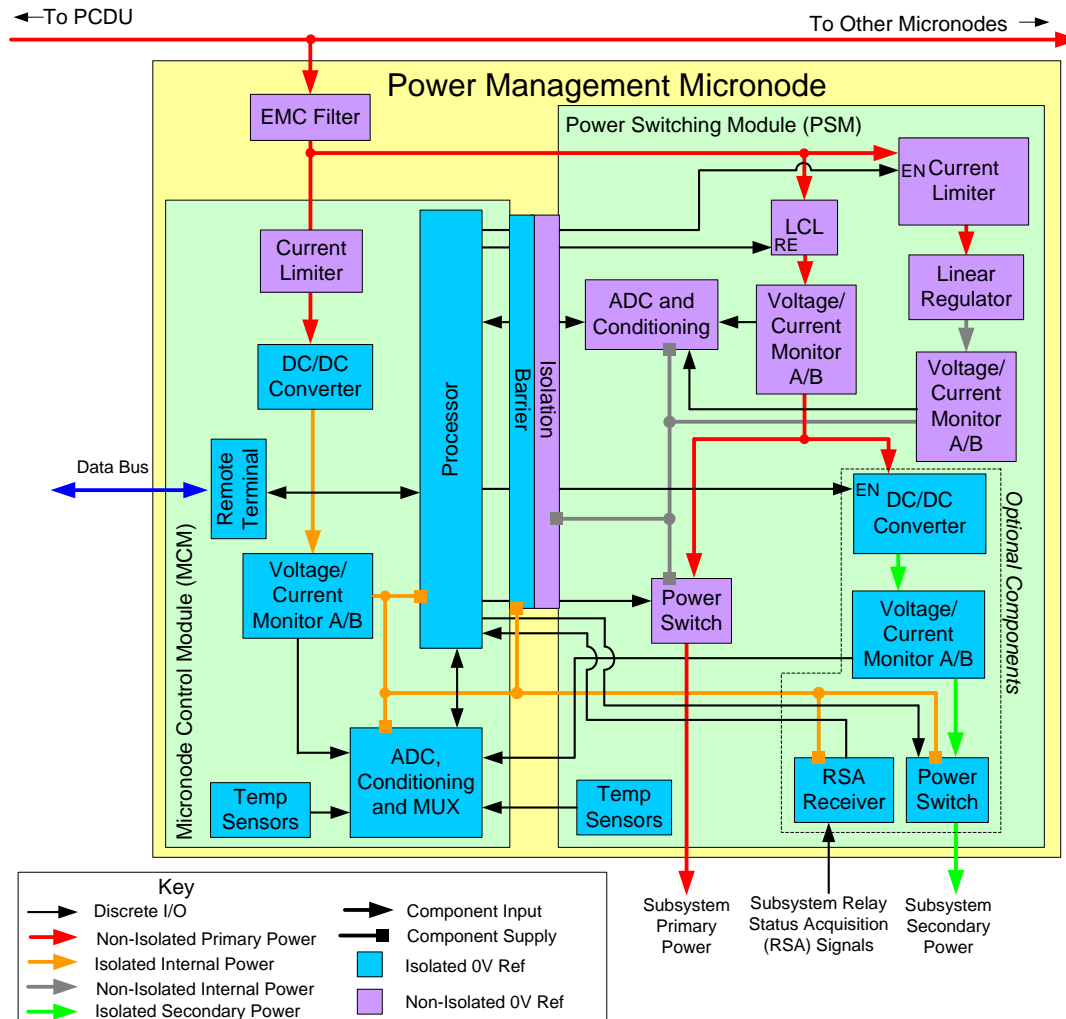 To PCDU
To Other Micronodes
Power Management Micronode
EMC Filter
Power Switching Module (PSM)
EN
Current
Limiter
LCL
RE
Current
Limiter
Linear
Regulator
ADC and
Conditioning
Voltage/
Current
Monitor
A/B
DC/DC
Converter
Voltage/
Current
Monitor
A/B
Processor
Barrier
Isolation
Data Bus
Remote
Terminal
EN
DC/DC
Converter
Optional Components
Micronode Control Module (MCM)
Voltage/
Current
Monitor A/B
Power
Switch
Voltage/
Current
Monitor A/B
ADC,
Conditioning
and MUX
Temp
Sensors
Temp
Sensors
RSA
Receiver
Power
Switch
Key
Discrete I/O
Non-Isolated Primary Power
Isolated Internal Power
Non-Isolated Internal Power
Isolated Secondary Power
Component Input
Component Supply
Isolated 0V Ref
Non-Isolated 0V Ref
Subsystem
Primary
Power
Subsystem Relay
Status Acquisition
(RSA) Signals
Subsystem
Secondary
Power